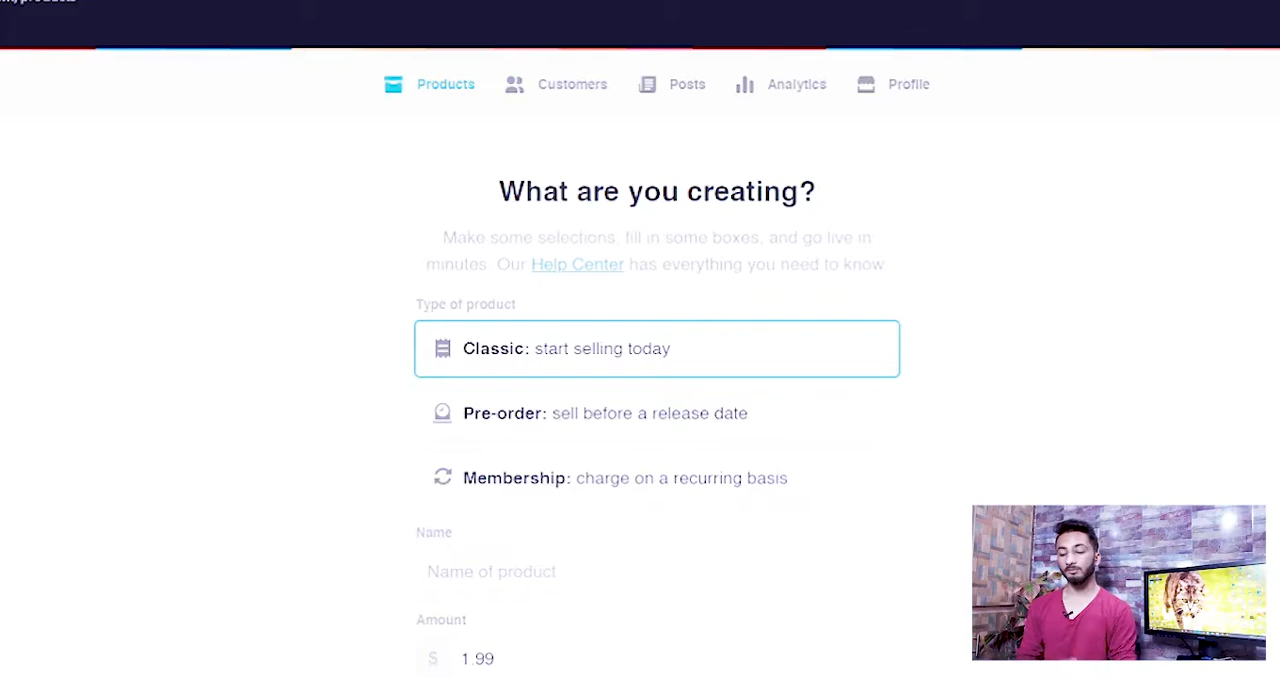 Products Customers Posts Analytics Profile
What are you creating?
Make some selections, fill in some boxes, and go live in
minutes. Our Help Center has everything you need to know
Type of product
Classic: start selling today
Pre-order: sell before a release date
Membership: charge on a recurring basis
Name
Name of product
Amount
$ 1.99